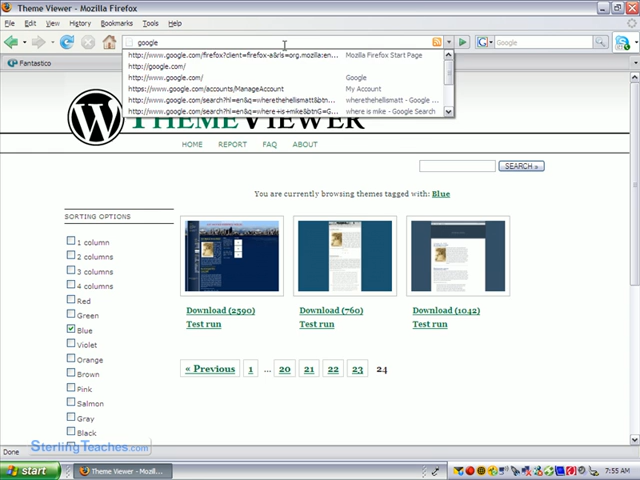 Theme Viewer - Mozilla Firefox
File Edit View History Bookmarks Tools Help
google
Google
Fantastico
http://www.google.com/firefox?client=firefox-a&rls=org.mozilla:en... Mozilla Firefox Start Page
http://google.com/
http://www.google.com/ Google
https://www.google.com/accounts/ManageAccount My Account
http://www.google.com/search?hl=en&q=wherethehellismatt&btn... wherethehellismatt - Google ...
http://www.google.com/search?hl=en&q=where+is+mke&btnG=G... where is mke - Google Search
W THEMEVIEWER
HOME REPORT FAQ ABOUT
SEARCH »
You are currently browsing themes tagged with: Blue
SORTING OPTIONS
1 column
2 columns
3 columns
4 columns
Red
Green
Blue
Violet
Orange
Brown
Pink
Salmon
Gray
Black
Download (2590)
Test run
Download (760)
Test run
Download (1042)
Test run
« Previous 1 ... 20 21 22 23 24
Done
SterlingTeaches.com
start
Theme Viewer - Mozill...
7:55 AM